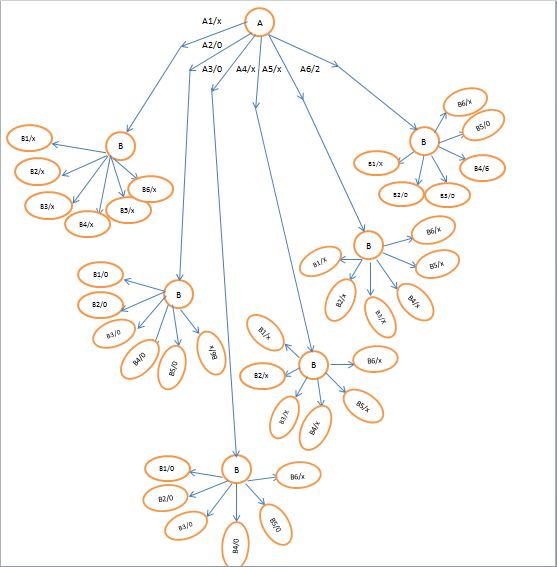 A
A1/x
A2/0
A3/0
A4/x
A5/x
A6/2
B
B1/x
B2/x
B3/x
B4/x
B5/x
B6/x
B
B1/0
B2/0
B3/0
B4/0
B5/0
B6/x
B
B1/0
B2/0
B3/0
B4/0
B5/0
B6/x
B
B1/x
B2/x
B3/x
B4/x
B5/x
B6/x
B
B1/x
B2/x
B3/x
B4/x
B5/x
B6/x
B
B1/x
B2/0
B3/0
B4/6
B5/0
B6/x